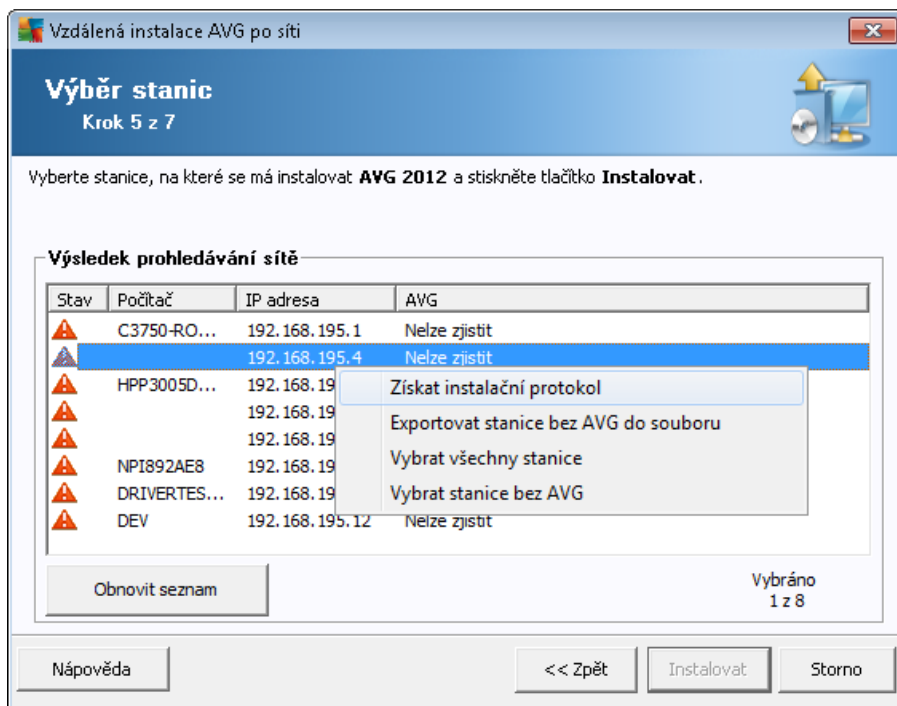 Vzdálená instalace AVG po síti
Výběr stanic
Krok 5 z 7
Vyberte stanice, na které se má instalovat AVG 2012 a stiskněte tlačítko Instalovat.
Výsledek prohledávání sítě
Stav Počítač IP adresa AVG
C3750-RO... 192.168.195.1 Nelze zjistit
192.168.195.4 Nelze zjistit
HPP3005D... 192.168.19
192.168.19
192.168.19
NPI892AE8 192.168.19
DRIVERTES... 192.168.19
DEV 192.168.195.12 Nelze zjistit
Získat instalační protokol
Exportovat stanice bez AVG do souboru
Vybrat všechny stanice
Vybrat stanice bez AVG
Obnovit seznam
Vybráno
1 z 8
Nápověda << Zpět Instalovat Storno